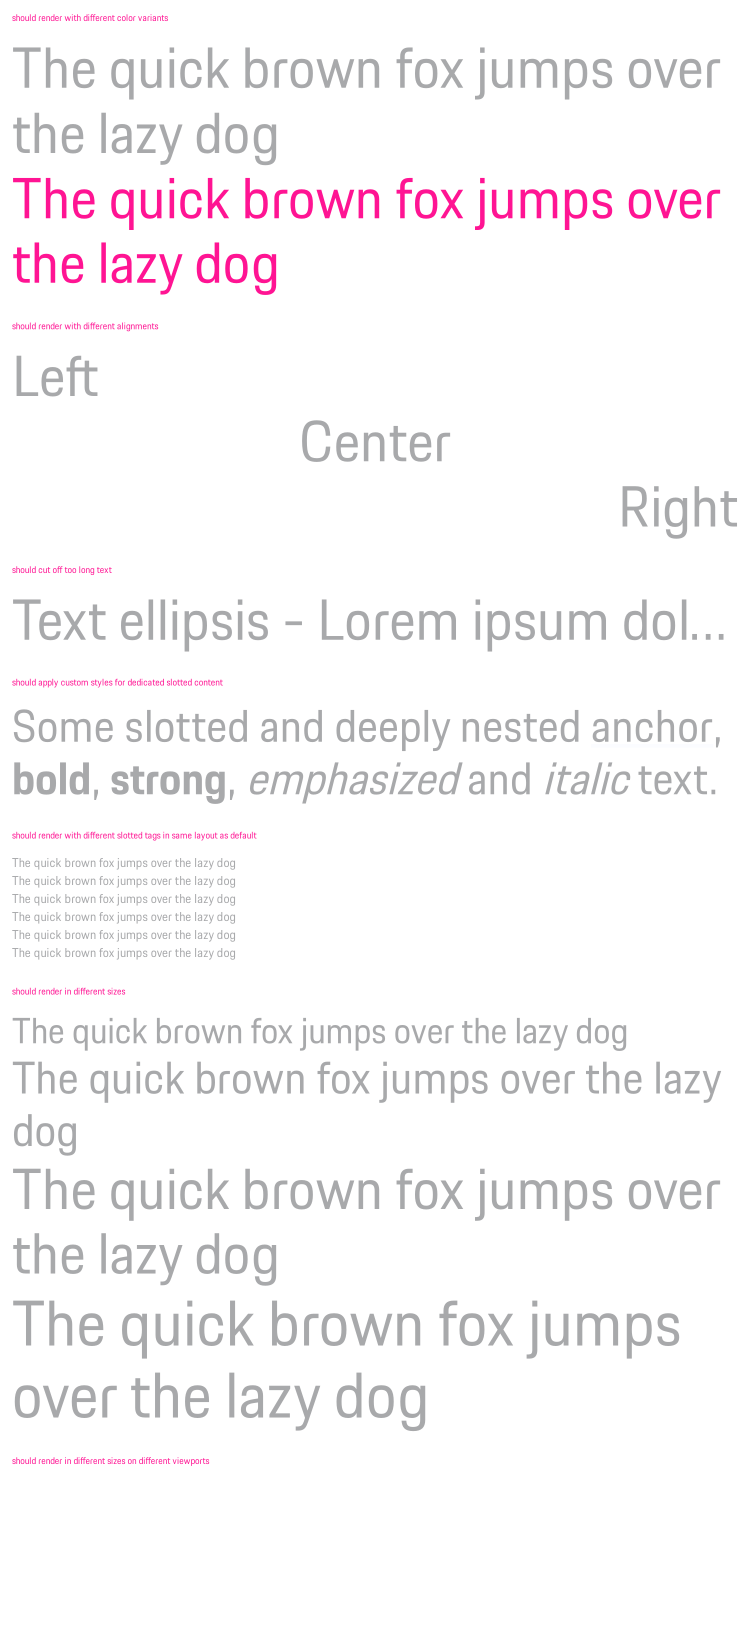 should render with different color variants
The quick brown fox jumps over
the lazy dog
The quick brown fox jumps over
the lazy dog
should render with different alignments
Left
Center
Right
should cut off too long text
Text ellipsis - Lorem ipsum dol...
should apply custom styles for dedicated slotted content
Some slotted and deeply nested anchor,
bold, strong, emphasized and italic text.
should render with different slotted tags in same layout as default
The quick brown fox jumps over the lazy dog
The quick brown fox jumps over the lazy dog
The quick brown fox jumps over the lazy dog
The quick brown fox jumps over the lazy dog
The quick brown fox jumps over the lazy dog
The quick brown fox jumps over the lazy dog
should render in different sizes
The quick brown fox jumps over the lazy dog
The quick brown fox jumps over the lazy
dog
The quick brown fox jumps over
the lazy dog
The quick brown fox jumps
over the lazy dog
should render in different sizes on different viewports